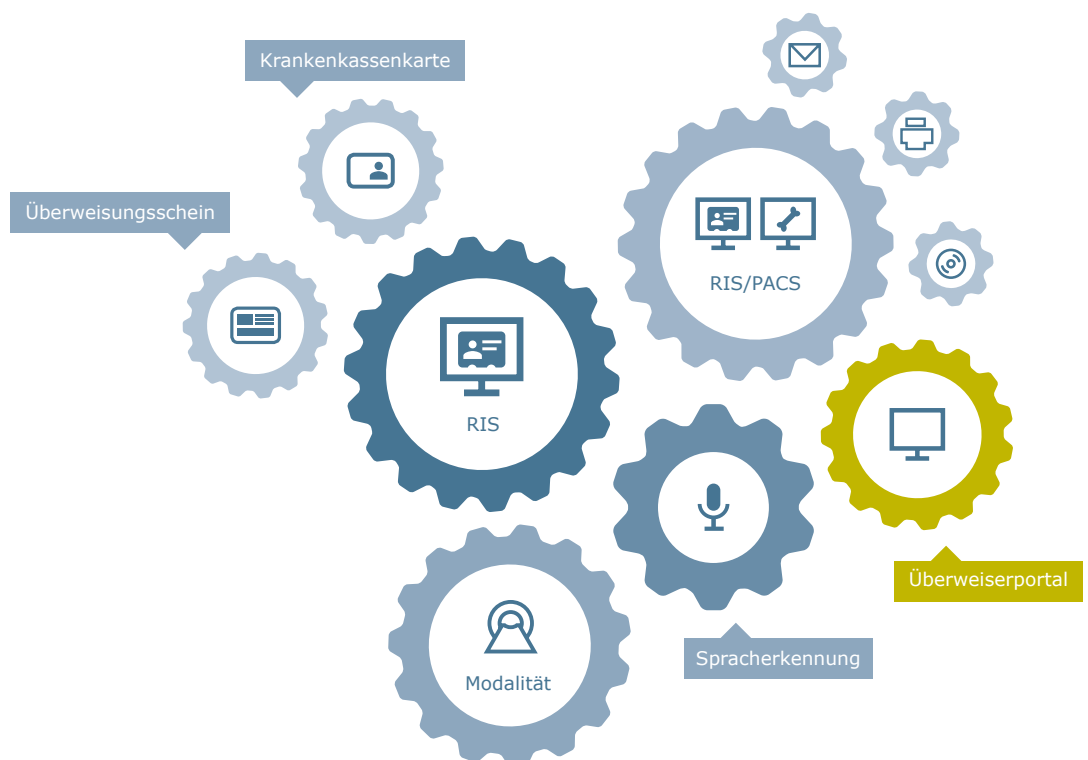 Krankenkassenkarte
Überweisungsschein
RIS/PACS
RIS
Überweiserportal
Spracherkennung
Modalität